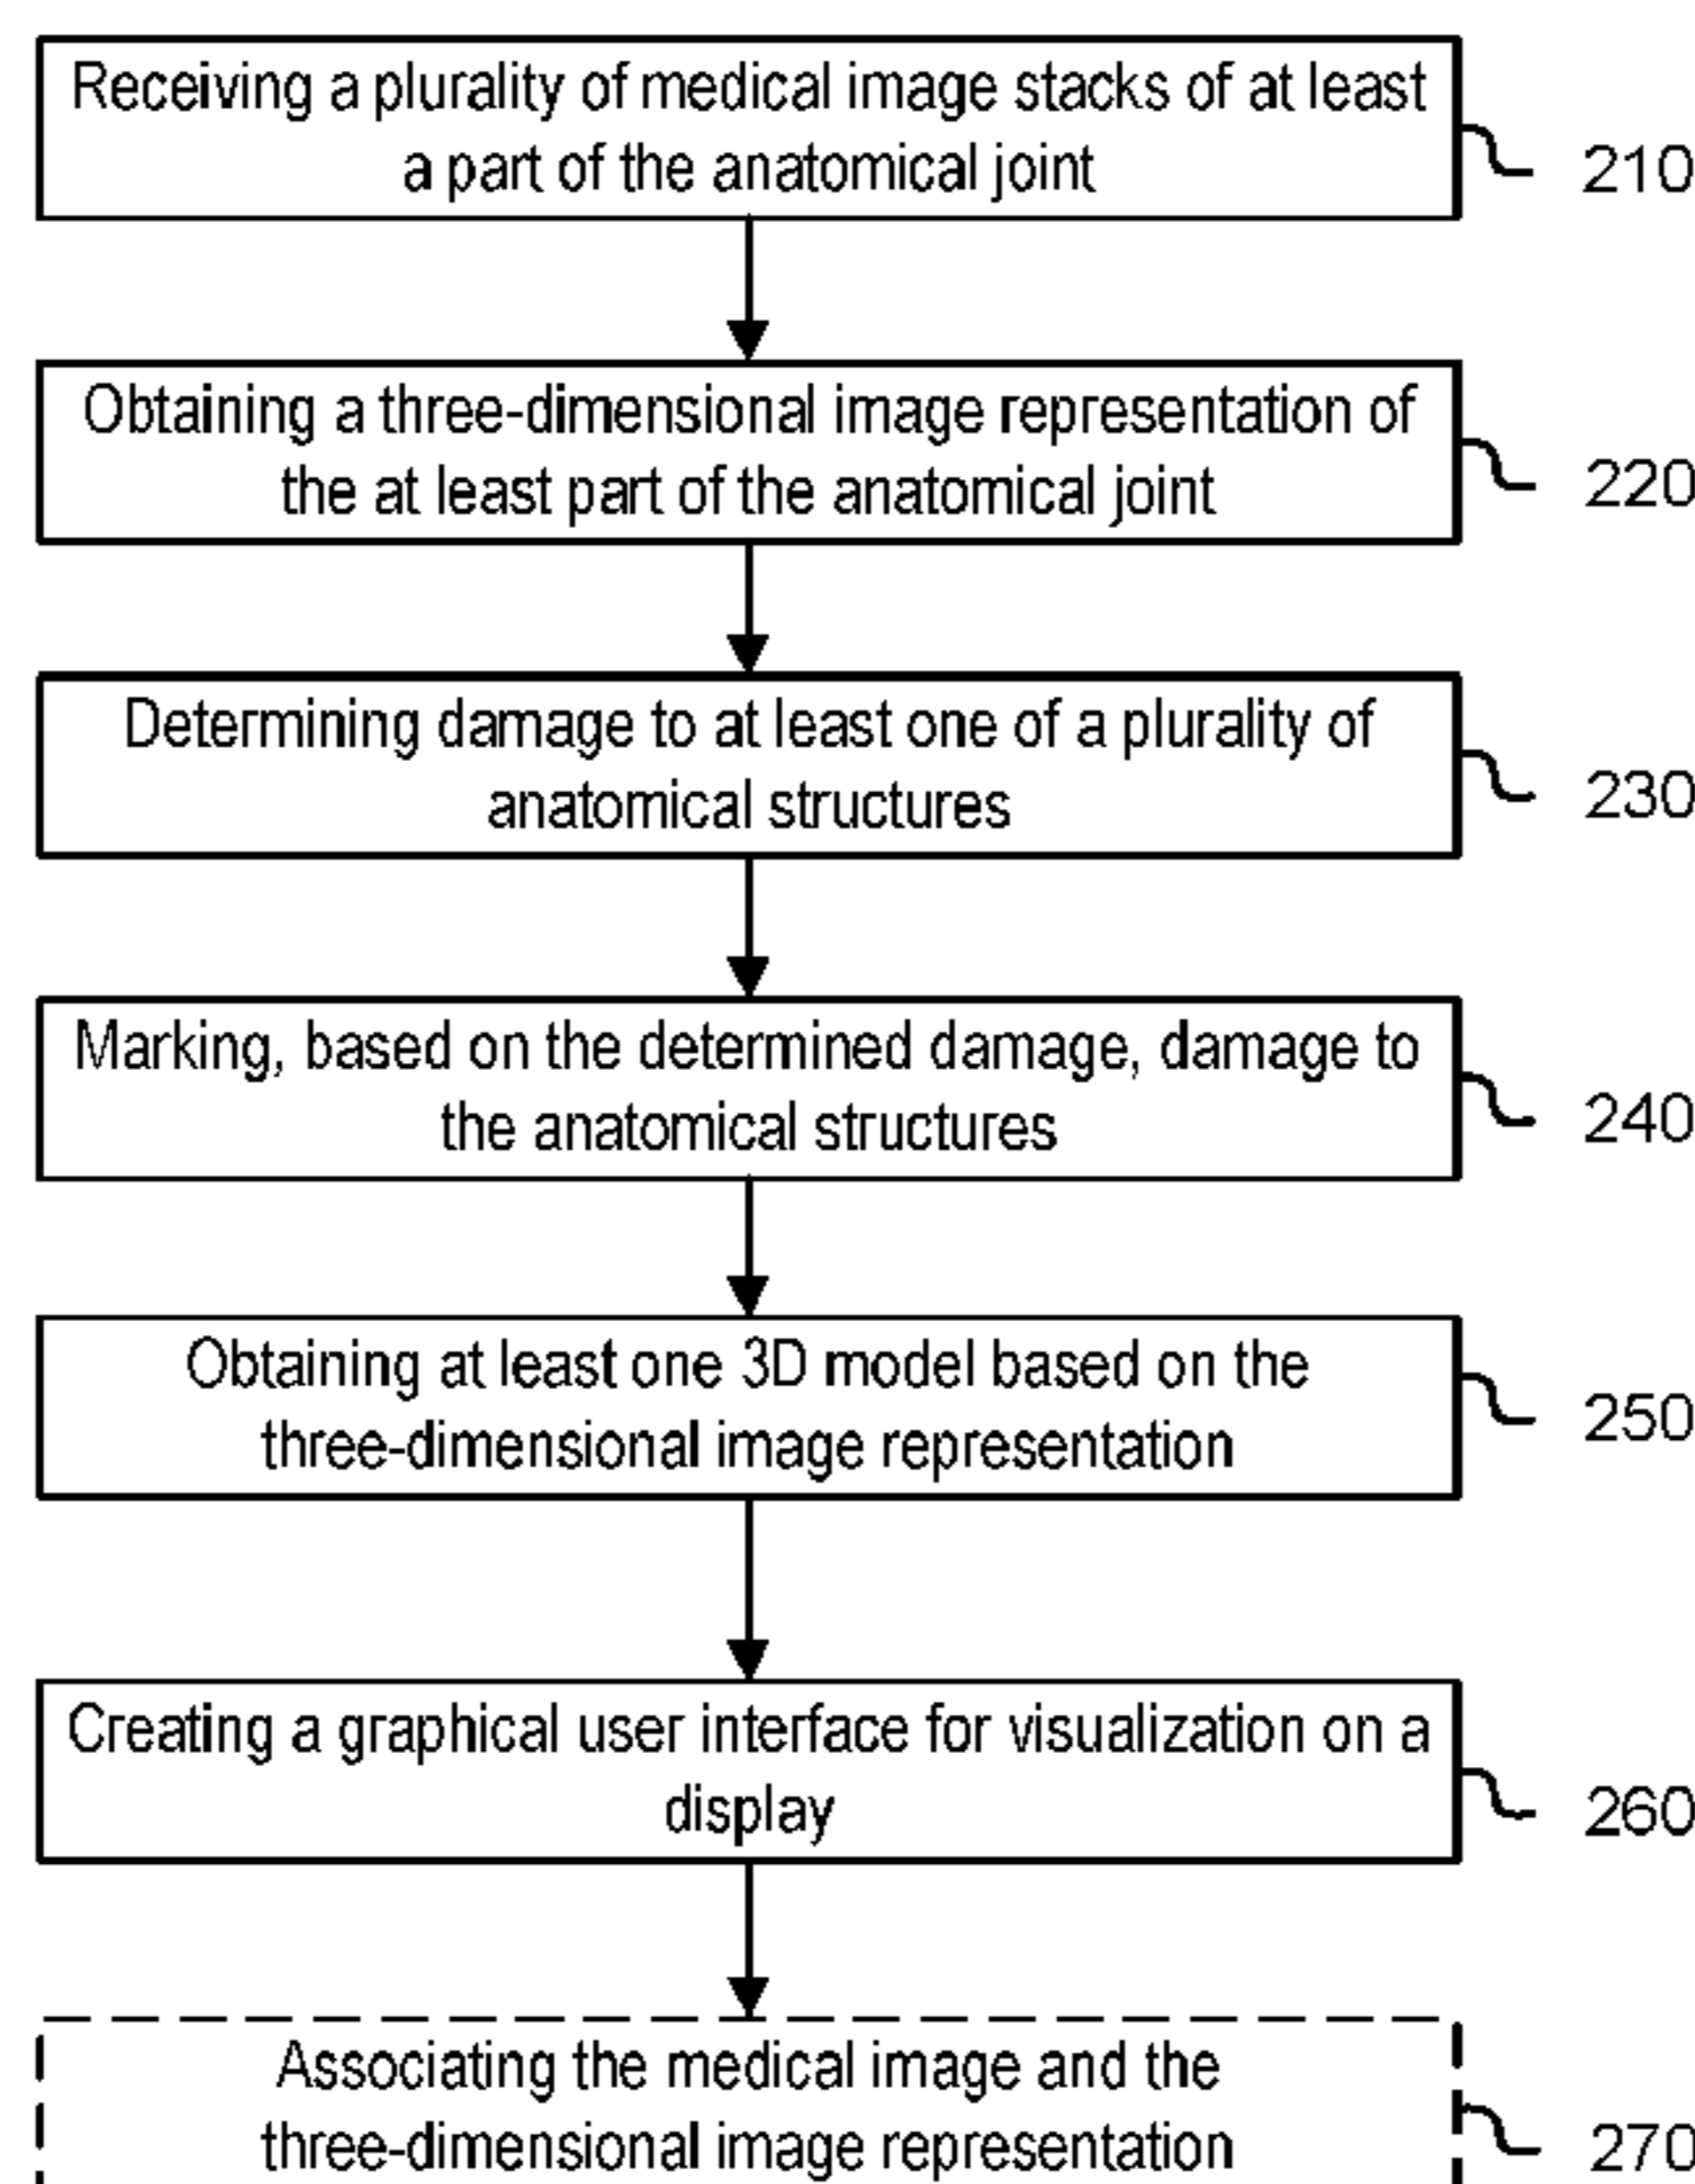 Receiving a plurality of medical image stacks of at least
a part of the anatomical joint
210
Obtaining a three-dimensional image representation of
the at least part of the anatomical joint
220
Determining damage to at least one of a plurality of
anatomical structures
230
Marking, based on the determined damage, damage to
the anatomical structures
240
Obtaining at least one 3D model based on the
three-dimensional image representation
250
Creating a graphical user interface for visualization on a
display
260
Associating the medical image and the
three-dimensional image representation
270